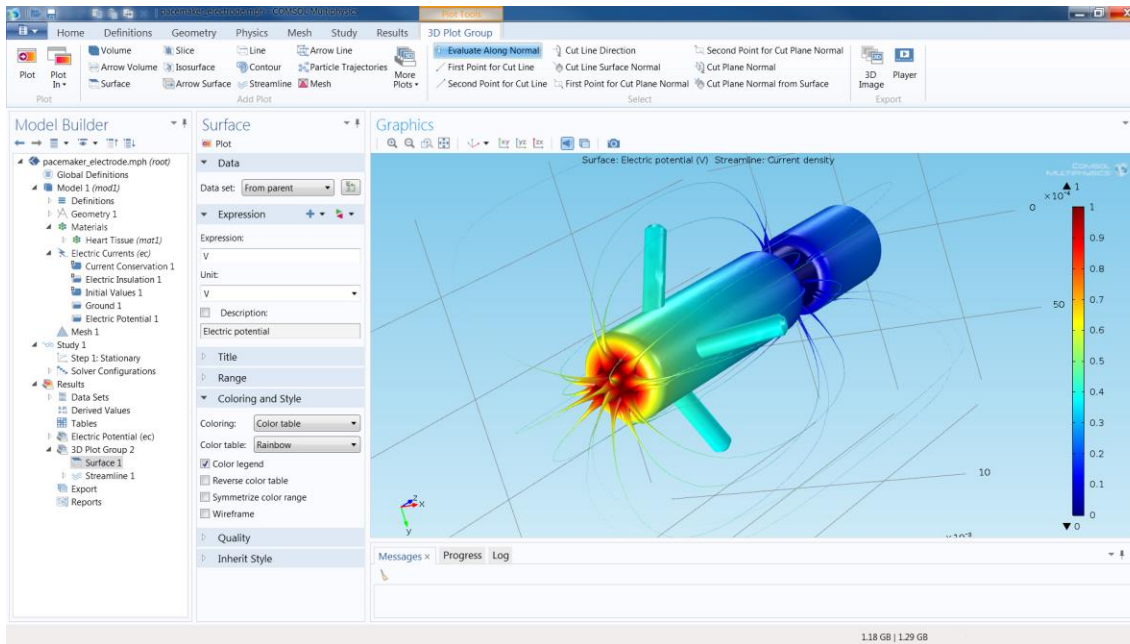 pacemaker_electrode.mph - COMSOL Multiphysics
Plot Tools
Home Definitions Geometry Physics Mesh Study Results 3D Plot Group
Plot
Plot In
Plot
Volume Slice Line Arrow Line
Arrow Volume Isosurface Contour Particle Trajectories
Surface Arrow Surface Streamline Mesh
More Plots
Add Plot
Evaluate Along Normal Cut Line Direction Second Point for Cut Plane Normal
First Point for Cut Line Cut Line Surface Normal Cut Plane Normal
Second Point for Cut Line First Point for Cut Plane Normal Cut Plane Normal from Surface
Select
3D Image
Player
Export
Model Builder
pacemaker_electrode.mph (root)
Global Definitions
Model 1 (mod1)
Definitions
Geometry 1
Materials
Heart Tissue (mat1)
Electric Currents (ec)
Current Conservation 1
Electric Insulation 1
Initial Values 1
Ground 1
Electric Potential 1
Mesh 1
Study 1
Step 1: Stationary
Solver Configurations
Results
Data Sets
Derived Values
Tables
Electric Potential (ec)
3D Plot Group 2
Surface 1
Streamline 1
Export
Reports
Surface
Plot
Data
Data set: From parent
Expression
Expression:
V
Unit:
V
Description:
Electric potential
Title
Range
Coloring and Style
Coloring: Color table
Color table: Rainbow
Color legend
Reverse color table
Symmetrize color range
Wireframe
Quality
Inherit Style
Graphics
xy yz zx
Surface: Electric potential (V) Streamline: Current density
COMSOL
MULTIPHYSICS
▲ 1
1
0.9
0.8
0.7
0.6
0.5
0.4
0.3
0.2
0.1
0
▼ 0
0
50
10
z
x
y
Messages × Progress Log
1.18 GB | 1.29 GB